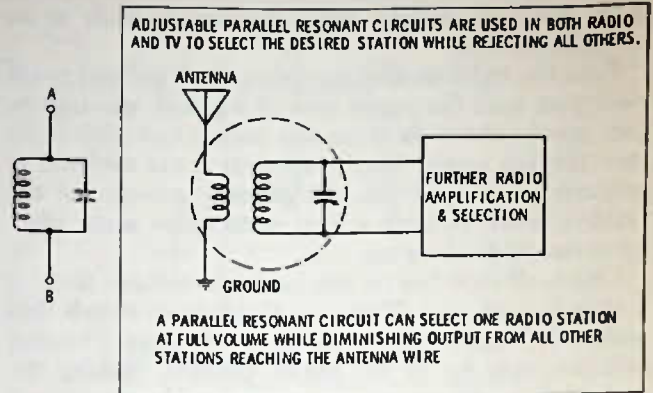 ADJUSTABLE PARALLEL RESONANT CIRCUITS ARE USED IN BOTH RADIO
AND TV TO SELECT THE DESIRED STATION WHILE REJECTING ALL OTHERS.
A
B
ANTENNA
GROUND
FURTHER RADIO
AMPLIFICATION
& SELECTION
A PARALLEL RESONANT CIRCUIT CAN SELECT ONE RADIO STATION
AT FULL VOLUME WHILE DIMINISHING OUTPUT FROM ALL OTHER
STATIONS REACHING THE ANTENNA WIRE